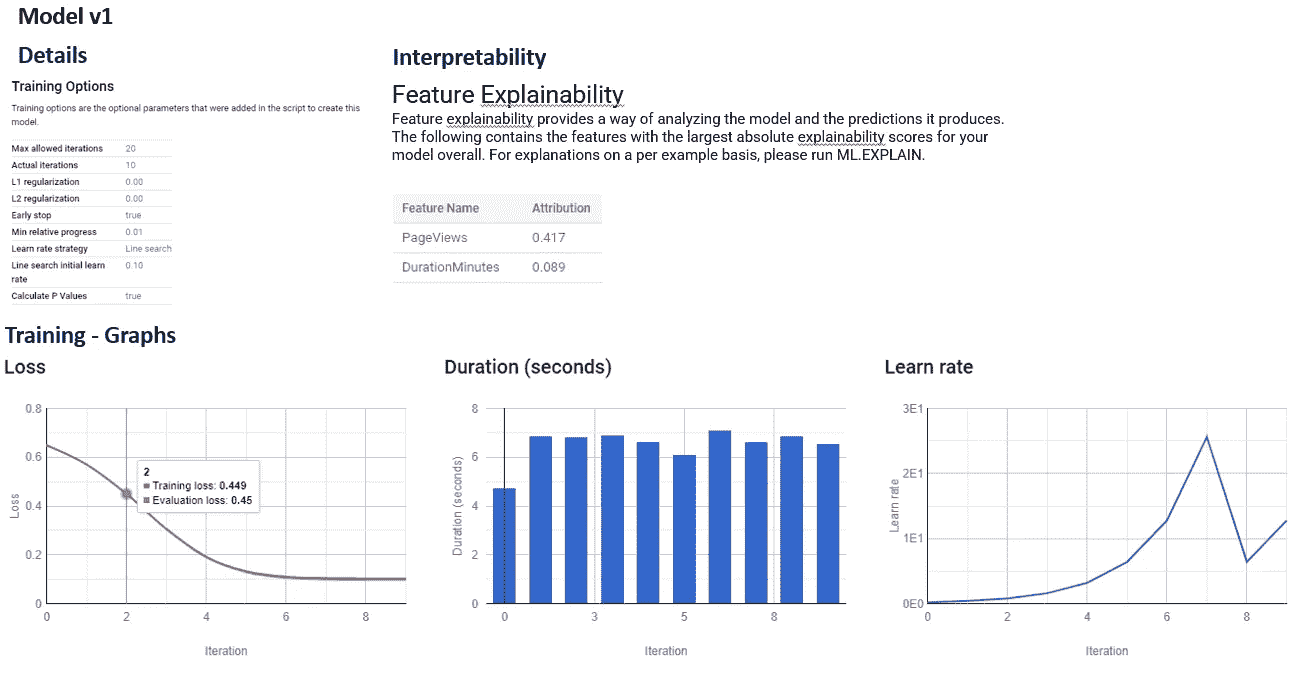 Model v1
Details
Training Options
Training options are the optional parameters that were added in the script to create this
model.
Max allowed iterations 20
Actual iterations 10
L1 regularization 0.00
L2 regularization 0.00
Early stop true
Min relative progress 0.01
Learn rate strategy Line search
Line search initial learn 0.10
rate
Calculate P Values true
Interpretability
Feature Explainability
Feature explainability provides a way of analyzing the model and the predictions it produces.
The following contains the features with the largest absolute explainability scores for your
model overall. For explanations on a per example basis, please run ML.EXPLAIN.
Feature Name Attribution
PageViews 0.417
DurationMinutes 0.089
Training - Graphs
Loss
0.8
0.6
0.4
0.2
0
Loss
2
Training loss: 0.449
Evaluation loss: 0.45
0 2 4 6 8
Iteration
Duration (seconds)
8
6
4
2
0
Duration (seconds)
0 3 5 8
Iteration
Learn rate
3E1
2E1
1E1
0E0
Learn rate
0 2 4 6 8
Iteration